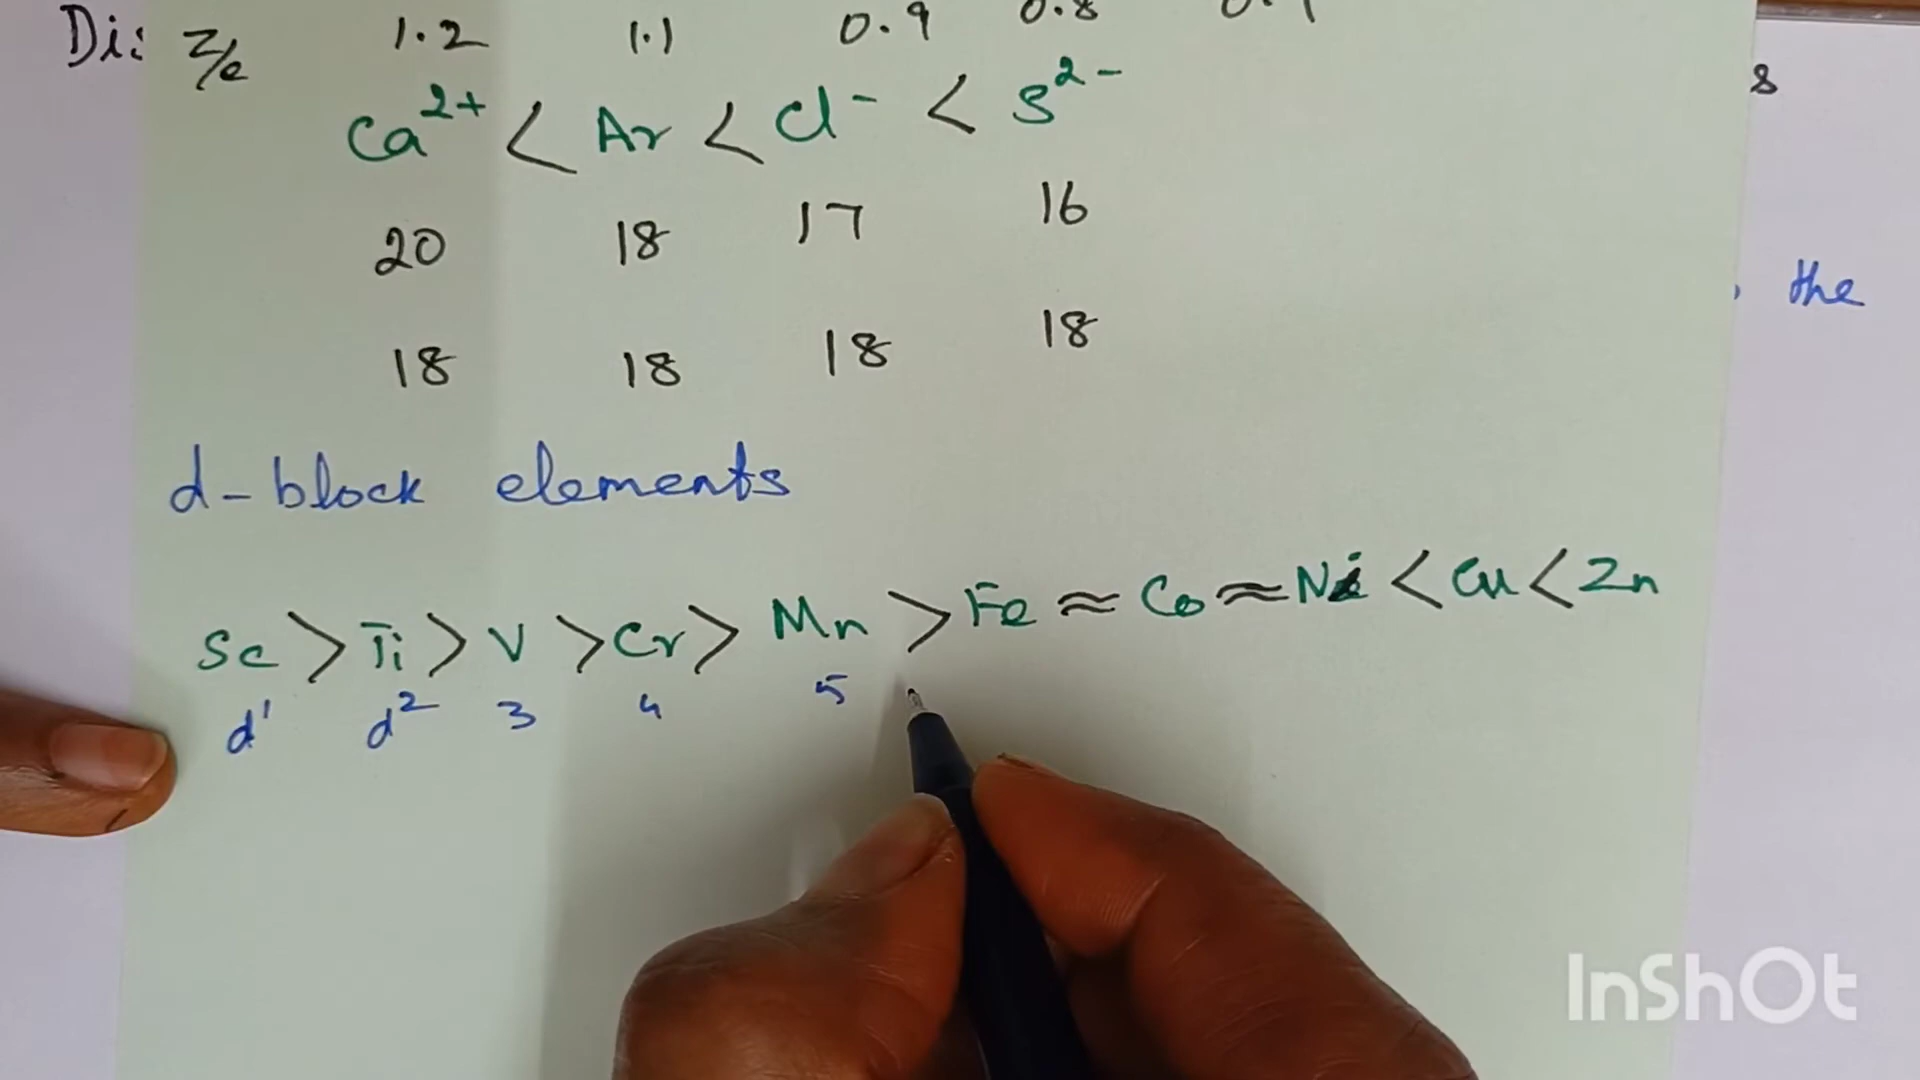 Di: Z/e 1.2 1.1 0.9 0.8
Ca²⁺ < Ar < Cl⁻ < S²⁻
8
20 18 17 16
the
18 18 18 18
d-block elements
Sc > Ti > V > Cr > Mn > Fe ≈ Co ≈ Ni < Cu < Zn
d¹ d² 3 4 5
InShOt